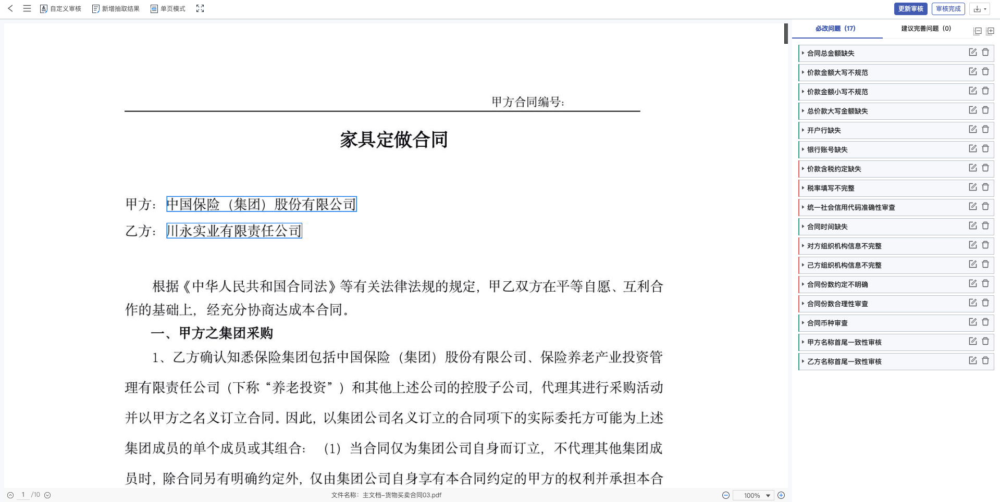 自定义审核 新增抽取结果 单页模式 更新审核 审核完成
必改问题（17） 建议完善问题（0）
甲方合同编号：
家具定做合同
甲方：中国保险（集团）股份有限公司
乙方：川永实业有限责任公司
根据《中华人民共和国合同法》等有关法律法规的规定，甲乙双方在平等自愿、互利合
作的基础上，经充分协商达成本合同。
一、甲方之集团采购
1、乙方确认知悉保险集团包括中国保险（集团）股份有限公司、保险养老产业投资管
理有限责任公司（下称“养老投资”）和其他上述公司的控股子公司，代理其进行采购活动
并以甲方之名义订立合同。因此，以集团公司名义订立的合同项下的实际委托方可能为上述
集团成员的单个成员或其组合：（1）当合同仅为集团公司自身而订立，不代理其他集团成
员时，除合同另有明确约定外，仅由集团公司自身享有本合同约定的甲方的权利并承担本合
合同总金额缺失
价款金额大写不规范
价款金额小写不规范
总价款大写金额缺失
开户行缺失
银行账号缺失
价款含税约定缺失
税率填写不完整
统一社会信用代码准确性审查
合同时间缺失
对方组织机构信息不完整
己方组织机构信息不完整
合同份数约定不明确
合同份数合理性审查
合同币种审查
甲方名称首尾一致性审核
乙方名称首尾一致性审核
1 /10 文件名称：主文档-货物买卖合同03.pdf 100%